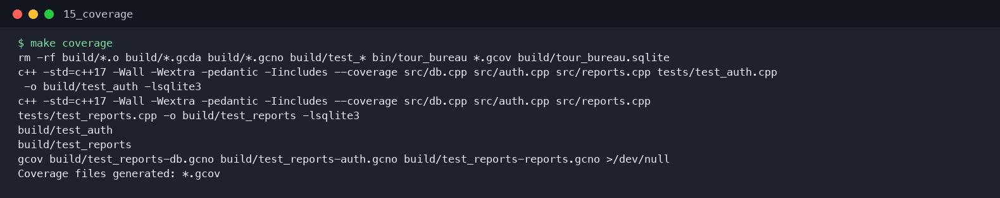 15_coverage
$ make coverage
rm -rf build/*.o build/*.gcda build/*.gcno build/test_* bin/tour_bureau *.gcov build/tour_bureau.sqlite
c++ -std=c++17 -Wall -Wextra -pedantic -Iincludes --coverage src/db.cpp src/auth.cpp src/reports.cpp tests/test_auth.cpp
 -o build/test_auth -lsqlite3
c++ -std=c++17 -Wall -Wextra -pedantic -Iincludes --coverage src/db.cpp src/auth.cpp src/reports.cpp
tests/test_reports.cpp -o build/test_reports -lsqlite3
build/test_auth
build/test_reports
gcov build/test_reports-db.gcno build/test_reports-auth.gcno build/test_reports-reports.gcno >/dev/null
Coverage files generated: *.gcov